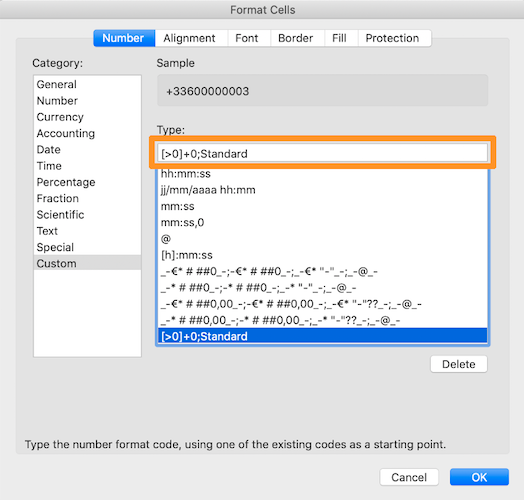 Format Cells
Number Alignment Font Border Fill Protection
Category:
General
Number
Currency
Accounting
Date
Time
Percentage
Fraction
Scientific
Text
Special
Custom
Sample
+33600000003
Type:
[>0]+0;Standard
hh:mm:ss
jj/mm/aaaa hh:mm
mm:ss
mm:ss,0
@
[h]:mm:ss
_-€* # ##0_-;-€* # ##0_-;_-€* "-"_-;_-@_-
_-* # ##0_-;-* # ##0_-;_-* "-"_-;_-@_-
_-€* # ##0,00_-;-€* # ##0,00_-;_-€* "-"??_-;_-@_-
_-* # ##0,00_-;-* # ##0,00_-;_-* "-"??_-;_-@_-
[>0]+0;Standard
Delete
Type the number format code, using one of the existing codes as a starting point.
Cancel OK